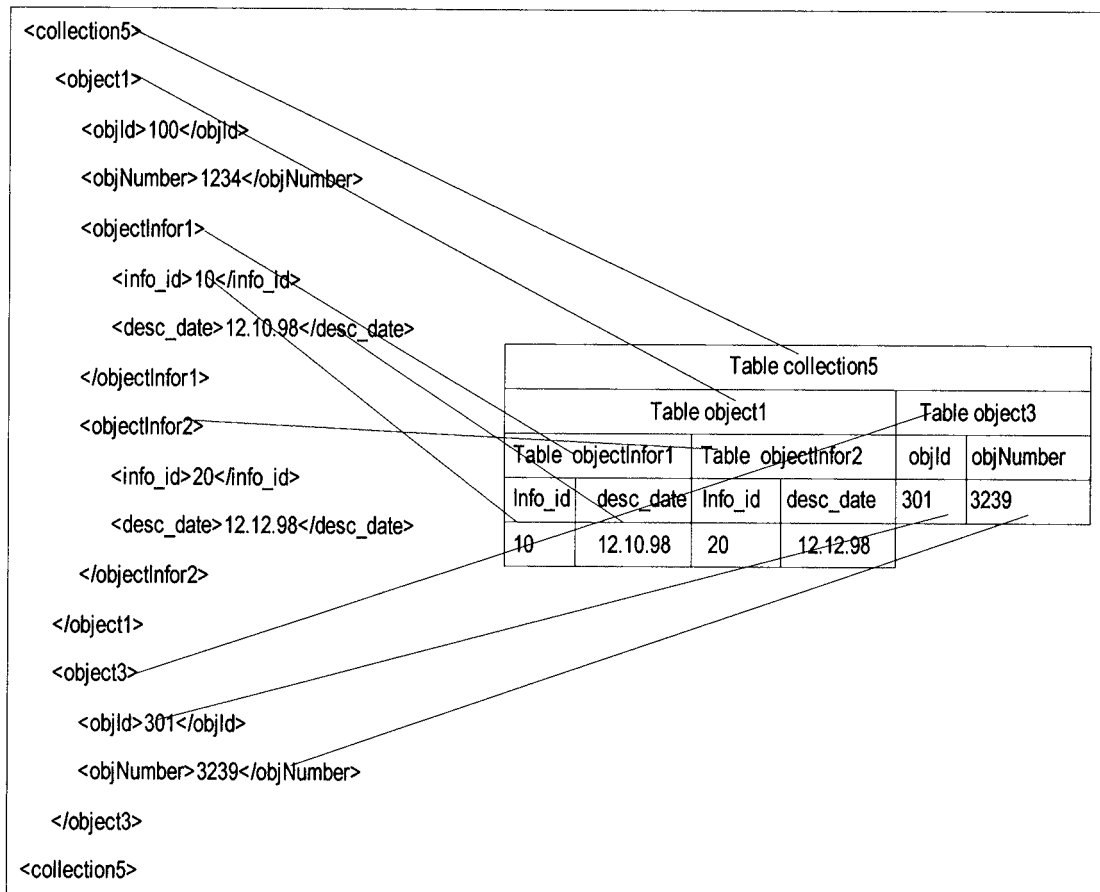 <collection5>
<object1>
<objId>100</objId>
<objNumber>1234</objNumber>
<objectInfor1>
<info_id>10</info_id>
<desc_date>12.10.98</desc_date>
</objectInfor1>
<objectInfor2>
<info_id>20</info_id>
<desc_date>12.12.98</desc_date>
</objectInfor2>
</object1>
<object3>
<objId>301</objId>
<objNumber>3239</objNumber>
</object3>
<collection5>
Table collection5
Table object1 Table object3
Table objectInfor1 Table objectInfor2 objId objNumber
Info_id desc_date Info_id desc_date 301 3239
10 12.10.98 20 12.12.98